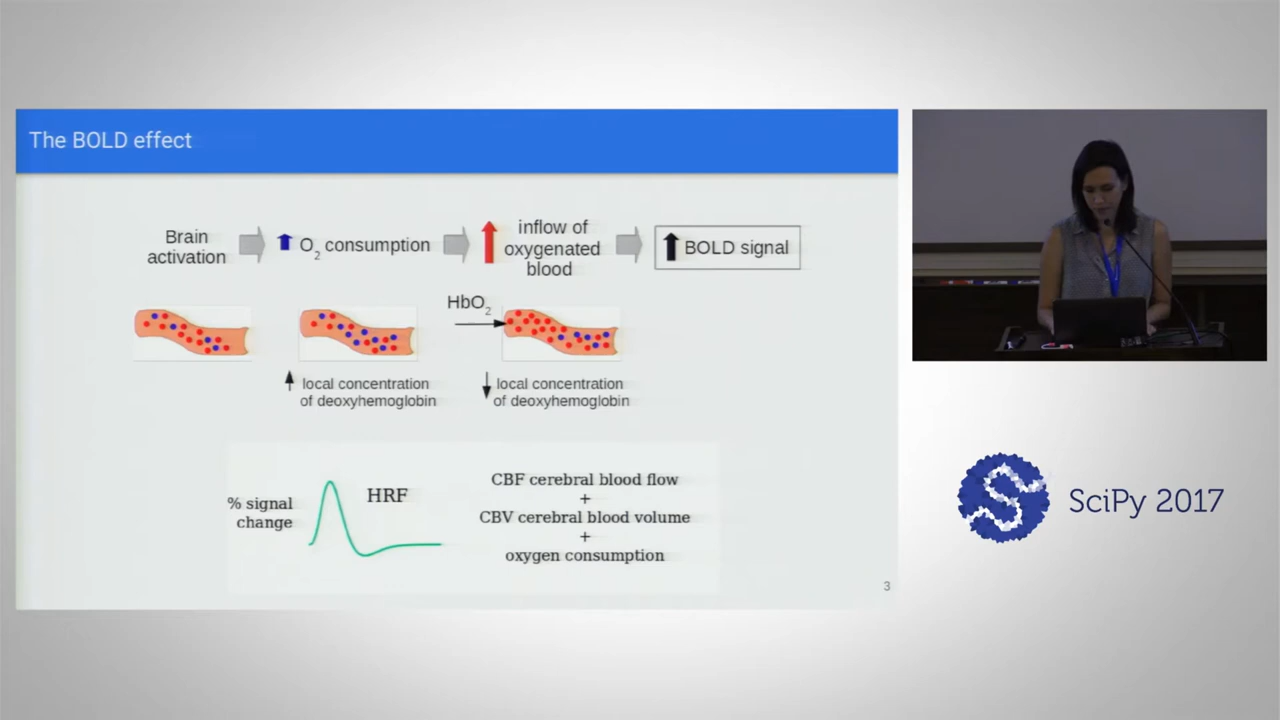 The BOLD effect
Brain
activation
O2 consumption
inflow of
oxygenated
blood
BOLD signal
HbO2
local concentration
of deoxyhemoglobin
local concentration
of deoxyhemoglobin
% signal
change
HRF
CBF cerebral blood flow
+
CBV cerebral blood volume
+
oxygen consumption
3
SciPy 2017